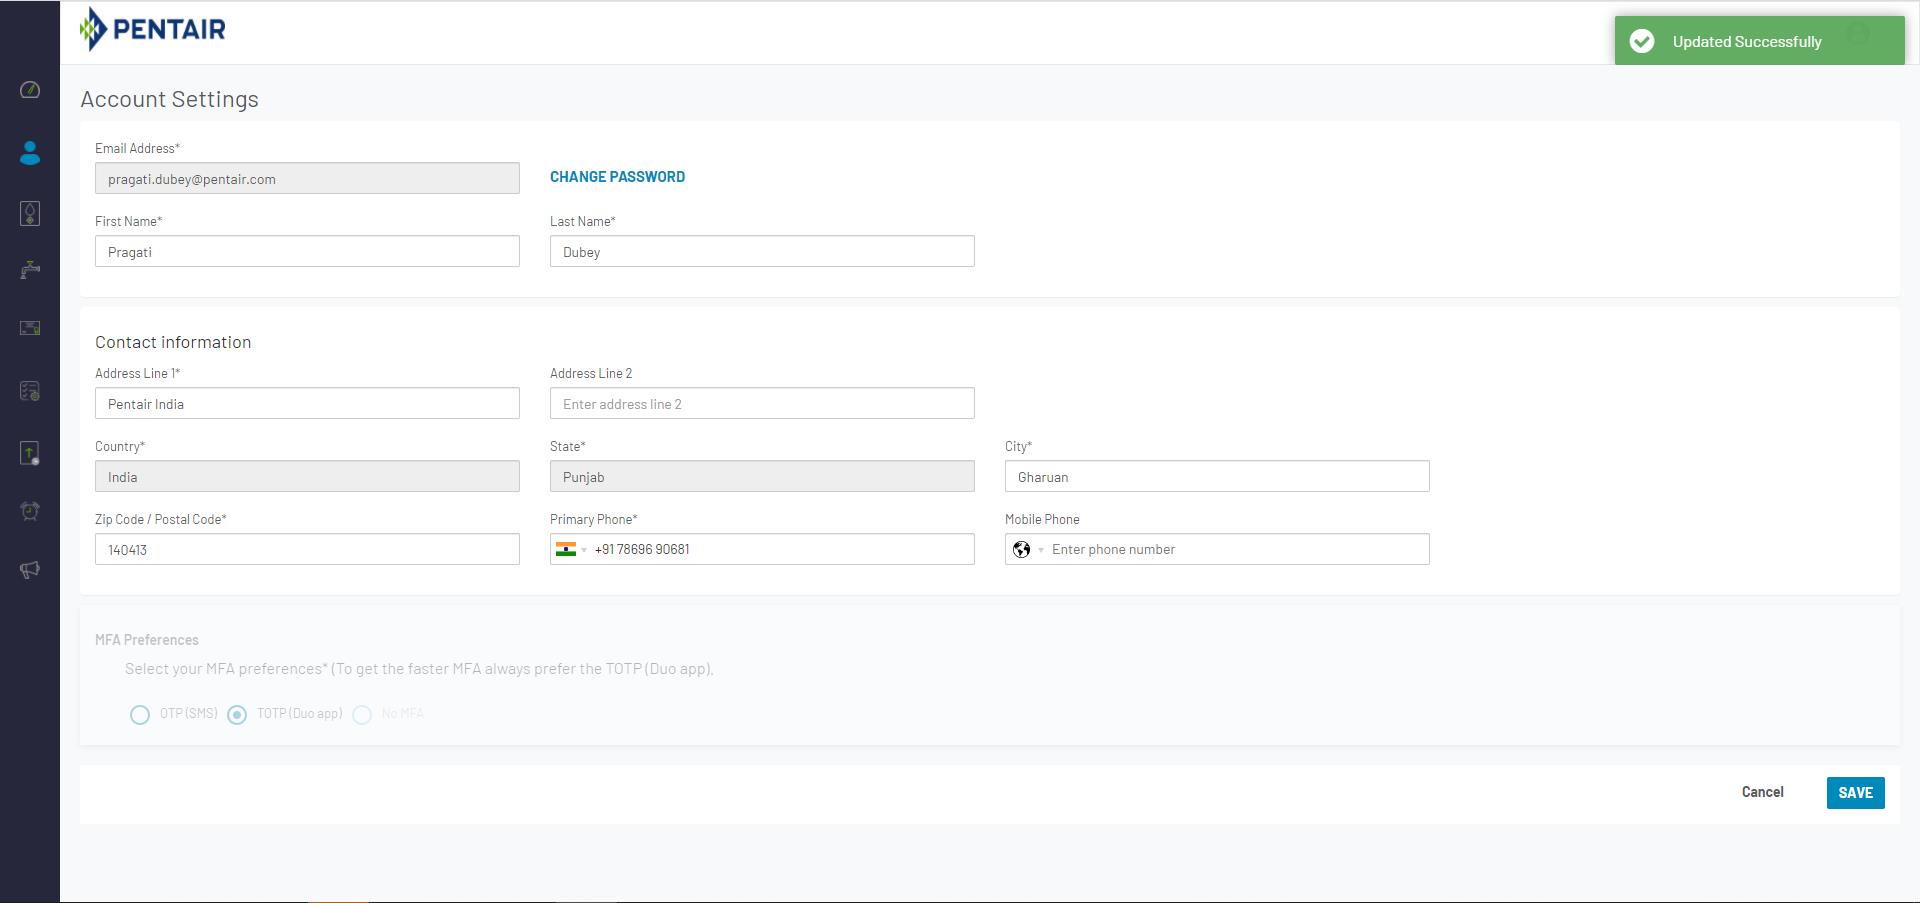 PENTAIR
Updated Successfully
Account Settings
Email Address*
pragati.dubey@pentair.com
CHANGE PASSWORD
First Name*
Last Name*
Pragati
Dubey
Contact information
Address Line 1*
Address Line 2
Pentair India
Enter address line 2
Country*
State*
City*
India
Punjab
Gharuan
Zip Code / Postal Code*
Primary Phone*
Mobile Phone
140413
+91 78696 90681
Enter phone number
MFA Preferences
Select your MFA preferences* (To get the faster MFA always prefer the TOTP (Duo app).
OTP (SMS)
TOTP (Duo app)
No MFA
Cancel
SAVE